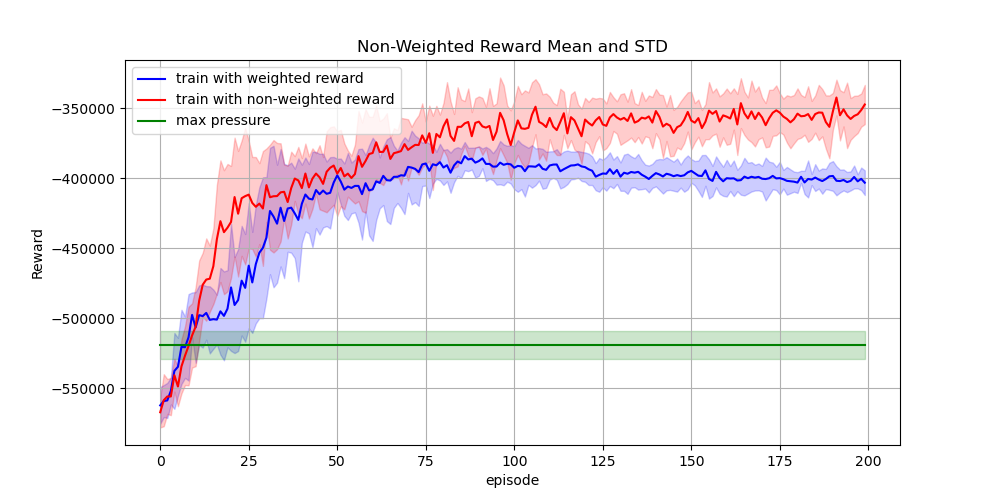 Non-Weighted Reward Mean and STD
train with weighted reward
train with non-weighted reward
max pressure
Reward
−350000
−400000
−450000
−500000
−550000
0 25 50 75 100 125 150 175 200
episode